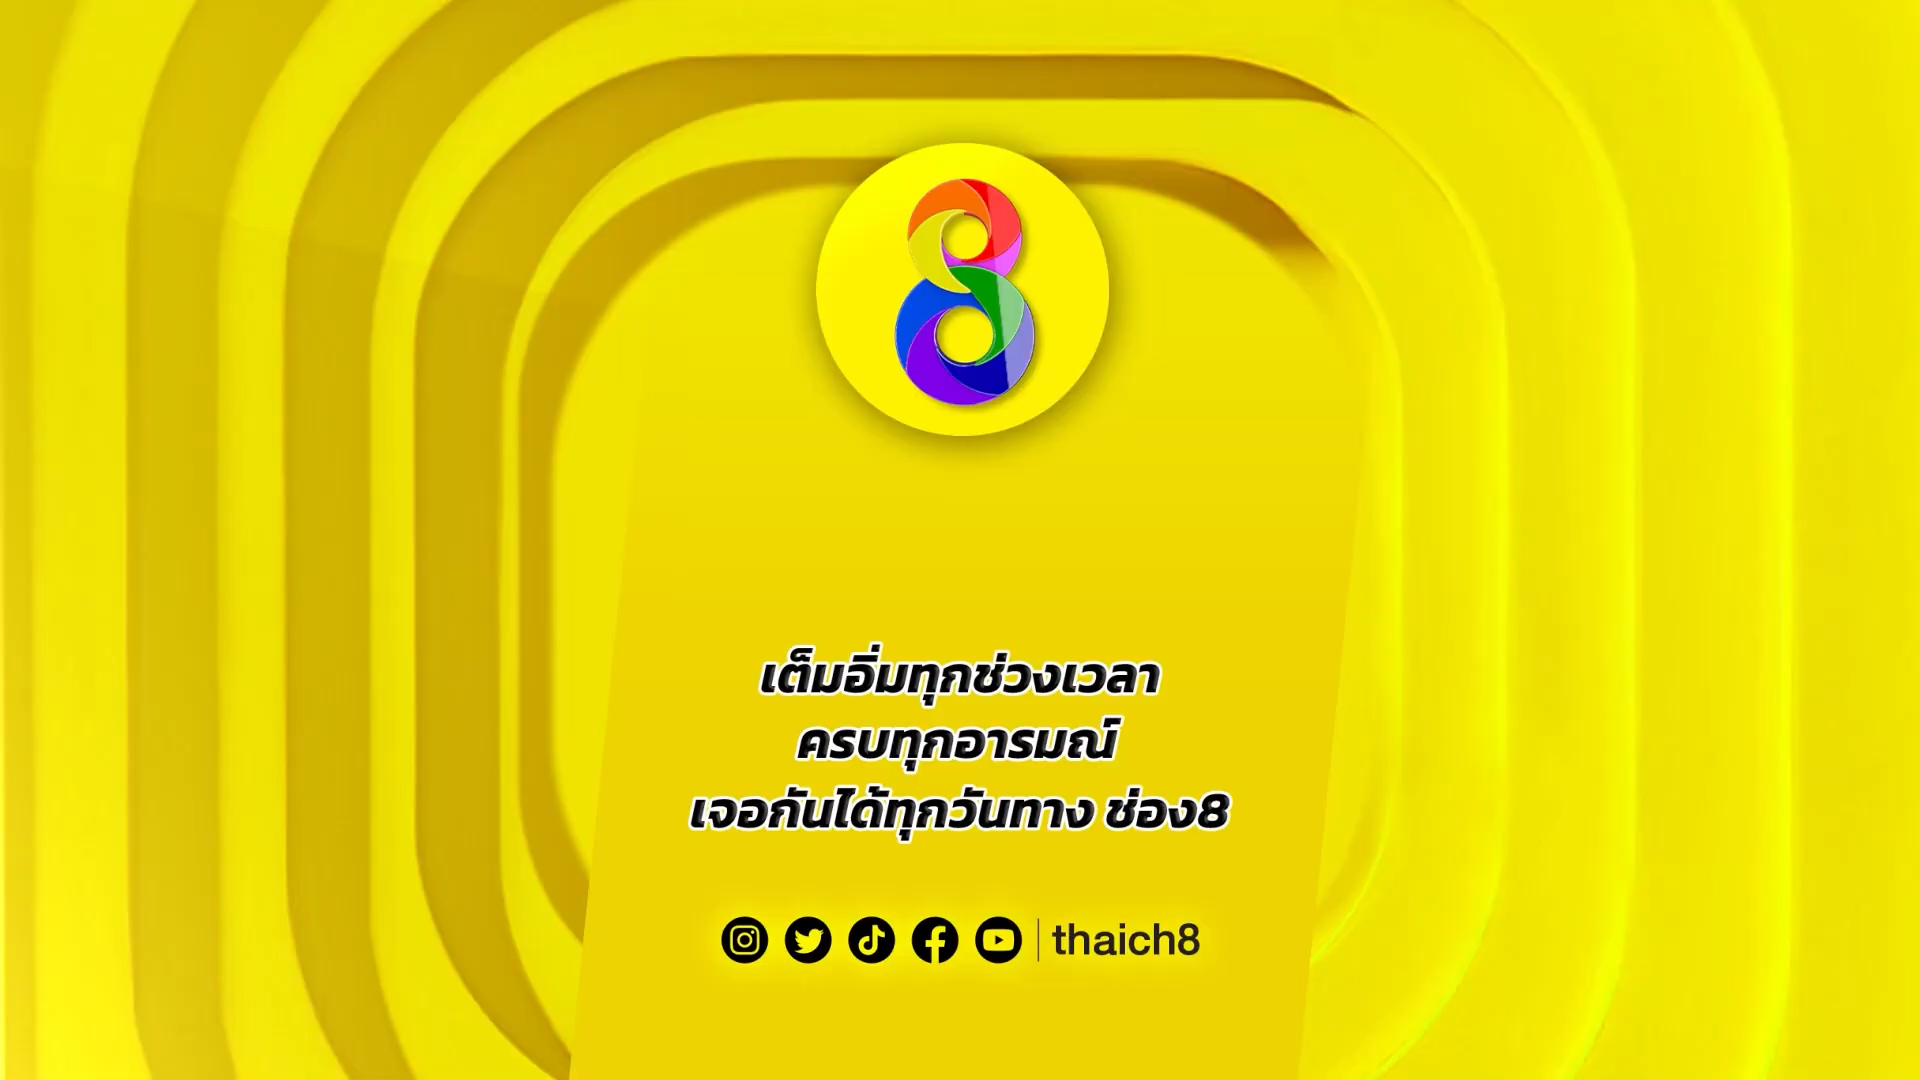 8
เต็มอิ่มทุกช่วงเวลา
ครบทุกอารมณ์
เจอกันได้ทุกวันทาง ช่อง8
thaich8